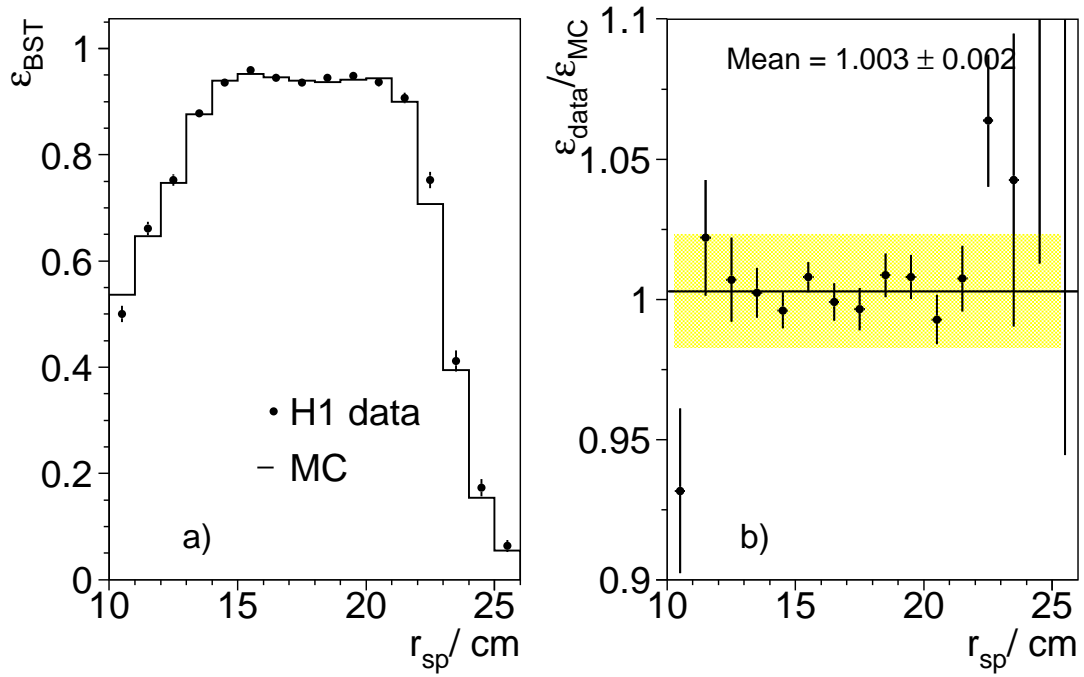 ε_BST
1
0.8
0.6
0.4
0.2
0
10
15
20
25
r_sp/ cm
H1 data
MC
a)
ε_data/ε_MC
1.1
1.05
1
0.95
0.9
10
15
20
25
r_sp/ cm
Mean = 1.003 ± 0.002
b)